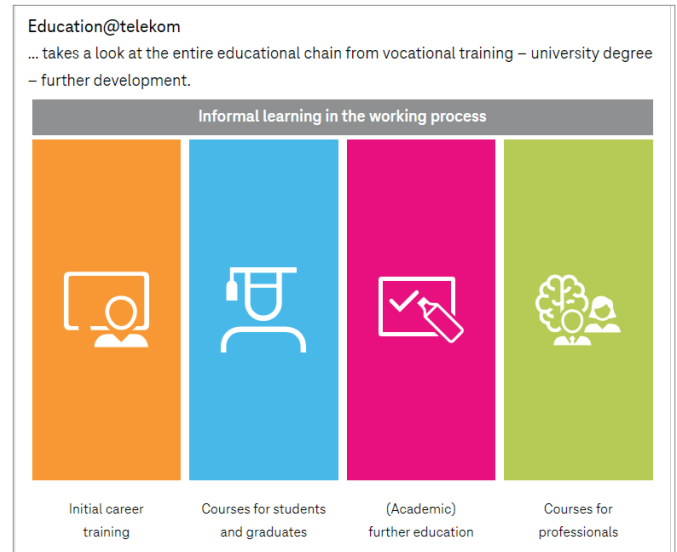 Education@telekom
... takes a look at the entire educational chain from vocational training – university degree
– further development.
Informal learning in the working process
Initial career
training
Courses for students
and graduates
(Academic)
further education
Courses for
professionals